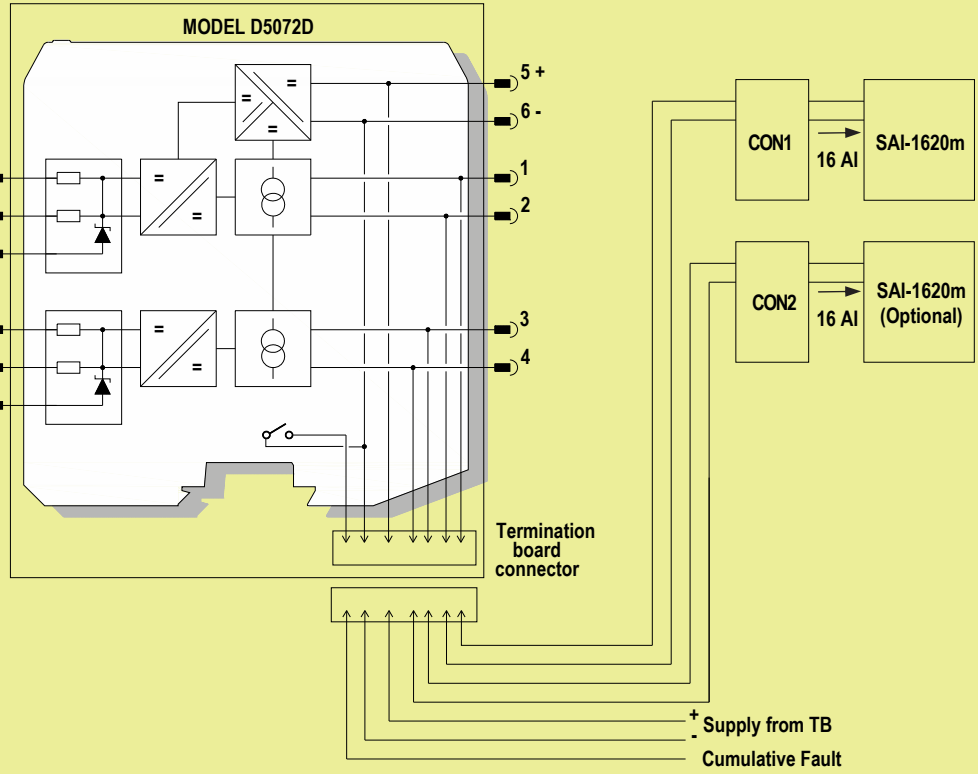 MODEL D5072D
5 +
6 -
1
2
3
4
=
=
=
=
=
=
=
CON1
16 AI
SAI-1620m
CON2
16 AI
SAI-1620m
(Optional)
Termination
board
connector
+
Supply from TB
-
Cumulative Fault